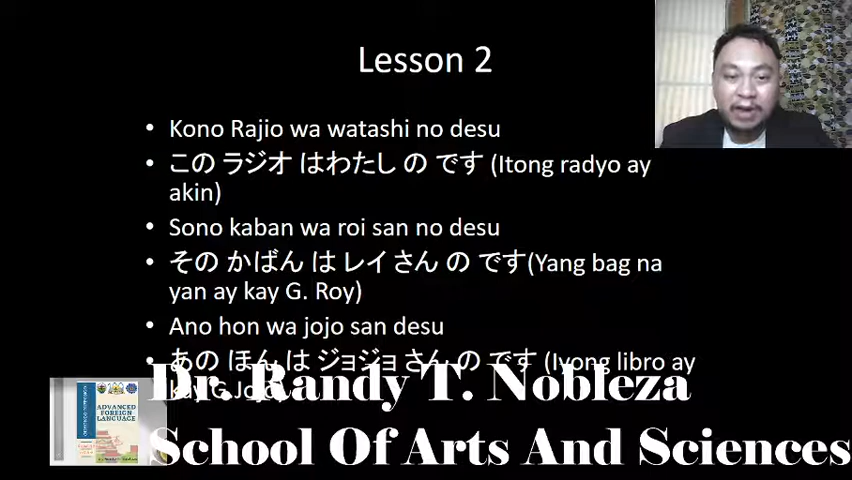 Lesson 2
• Kono Rajio wa watashi no desu
• この ラジオ はわたし の です (Itong radyo ay
akin)
• Sono kaban wa roi san no desu
• その かばん は レイさん の です(Yang bag na
yan ay kay G. Roy)
• Ano hon wa jojo san desu
• あの ほん は ジョジョ さん の です (Iyong libro ay
Dr. Randy T. Nobleza
School Of Arts And Sciences
ADVANCED
FOREIGN
LANGUAGE